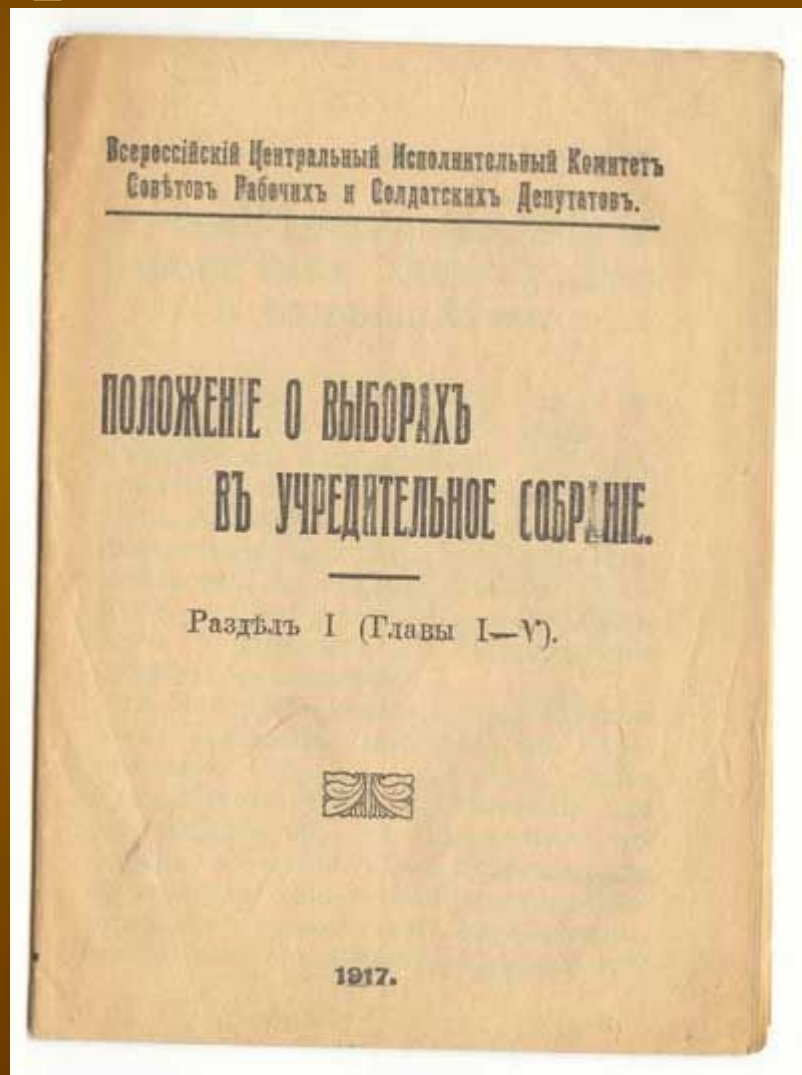 Всероссійскій Центральный Исполнительный Комитетъ
Совѣтовъ Рабочихъ и Солдатскихъ Депутатовъ.
ПОЛОЖЕНІЕ О ВЫБОРАХЪ
ВЪ УЧРЕДИТЕЛЬНОЕ СОБРАНІЕ.
Раздѣлъ I (Главы I—V).
1917.